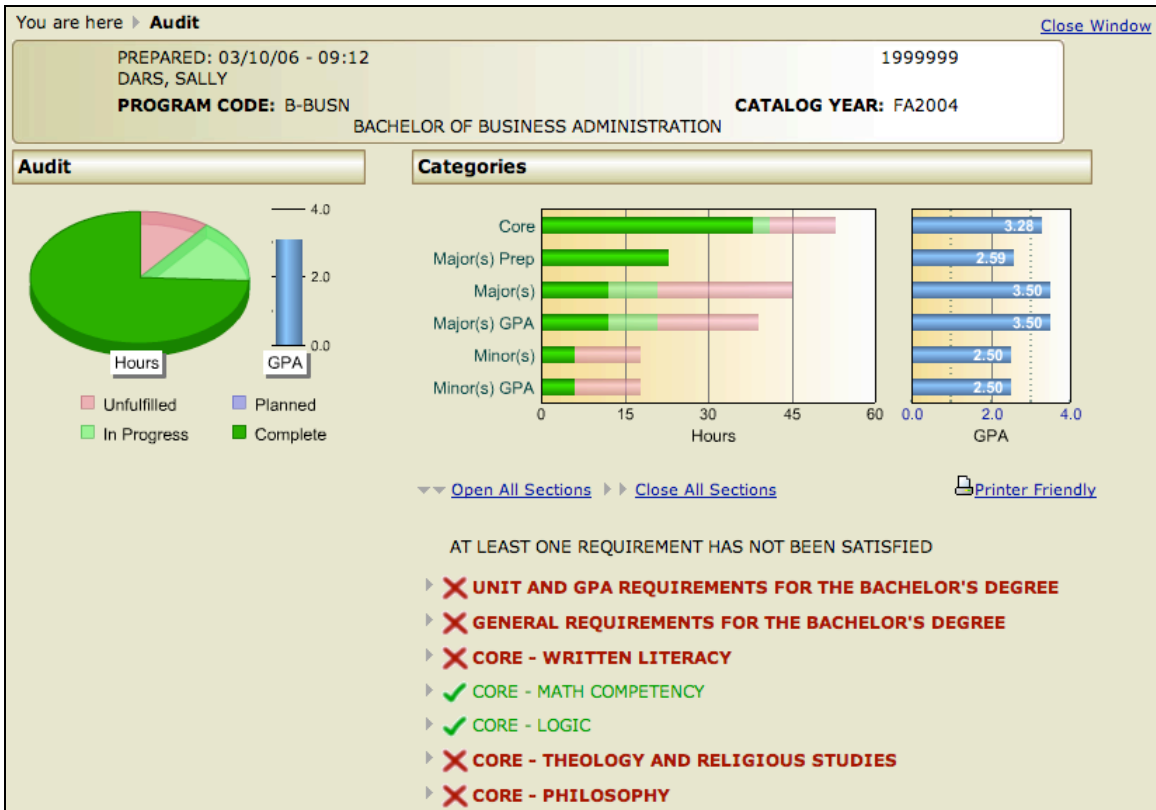 You are here Audit
Close Window
PREPARED: 03/10/06 - 09:12 1999999
DARS, SALLY
PROGRAM CODE: B-BUSN CATALOG YEAR: FA2004
BACHELOR OF BUSINESS ADMINISTRATION
Audit
4.0
2.0
0.0
Hours
GPA
Unfulfilled Planned
In Progress Complete
Categories
Core 3.28
Major(s) Prep 2.59
Major(s) 3.50
Major(s) GPA 3.50
Minor(s) 2.50
Minor(s) GPA 2.50
0 15 30 45 60 0.0 2.0 4.0
Hours GPA
Open All Sections Close All Sections Printer Friendly
AT LEAST ONE REQUIREMENT HAS NOT BEEN SATISFIED
UNIT AND GPA REQUIREMENTS FOR THE BACHELOR'S DEGREE
GENERAL REQUIREMENTS FOR THE BACHELOR'S DEGREE
CORE - WRITTEN LITERACY
CORE - MATH COMPETENCY
CORE - LOGIC
CORE - THEOLOGY AND RELIGIOUS STUDIES
CORE - PHILOSOPHY